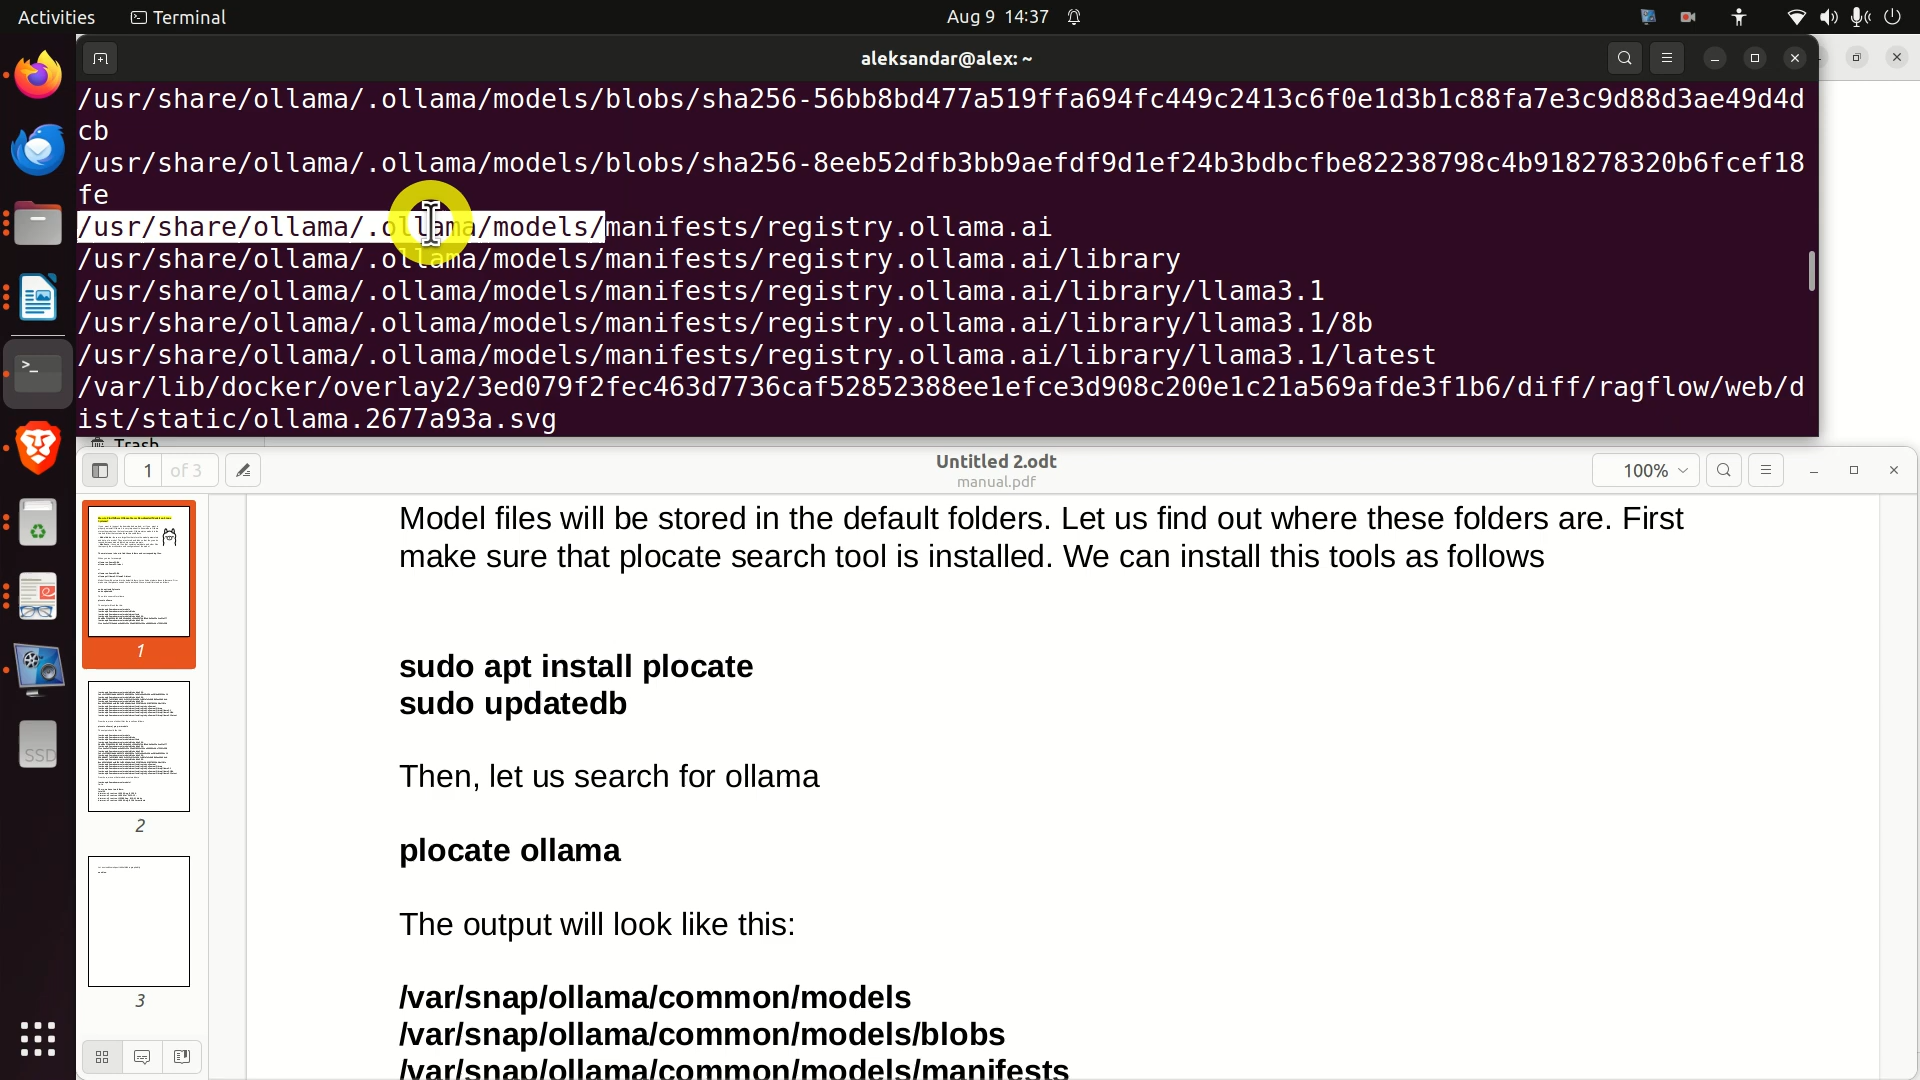 Activities
Terminal
Aug 9 14:37
aleksandar@alex: ~
/usr/share/ollama/.ollama/models/blobs/sha256-56bb8bd477a519ffa694fc449c2413c6f0e1d3b1c88fa7e3c9d88d3ae49d4d
cb
/usr/share/ollama/.ollama/models/blobs/sha256-8eeb52dfb3bb9aefdf9d1ef24b3bdbcfbe82238798c4b918278320b6fcef18
fe
/usr/share/ollama/.ollama/models/manifests/registry.ollama.ai
/usr/share/ollama/.ollama/models/manifests/registry.ollama.ai/library
/usr/share/ollama/.ollama/models/manifests/registry.ollama.ai/library/llama3.1
/usr/share/ollama/.ollama/models/manifests/registry.ollama.ai/library/llama3.1/8b
/usr/share/ollama/.ollama/models/manifests/registry.ollama.ai/library/llama3.1/latest
/var/lib/docker/overlay2/3ed079f2fec463d7736caf52852388ee1efce3d908c200e1c21a569afde3f1b6/diff/ragflow/web/d
ist/static/ollama.2677a93a.svg
Trash
1 of 3
Untitled 2.odt
manual.pdf
100%
Model files will be stored in the default folders. Let us find out where these folders are. First
make sure that plocate search tool is installed. We can install this tools as follows
sudo apt install plocate
sudo updatedb
Then, let us search for ollama
plocate ollama
The output will look like this:
/var/snap/ollama/common/models
/var/snap/ollama/common/models/blobs
/var/snap/ollama/common/models/manifests
1
2
3
SSD